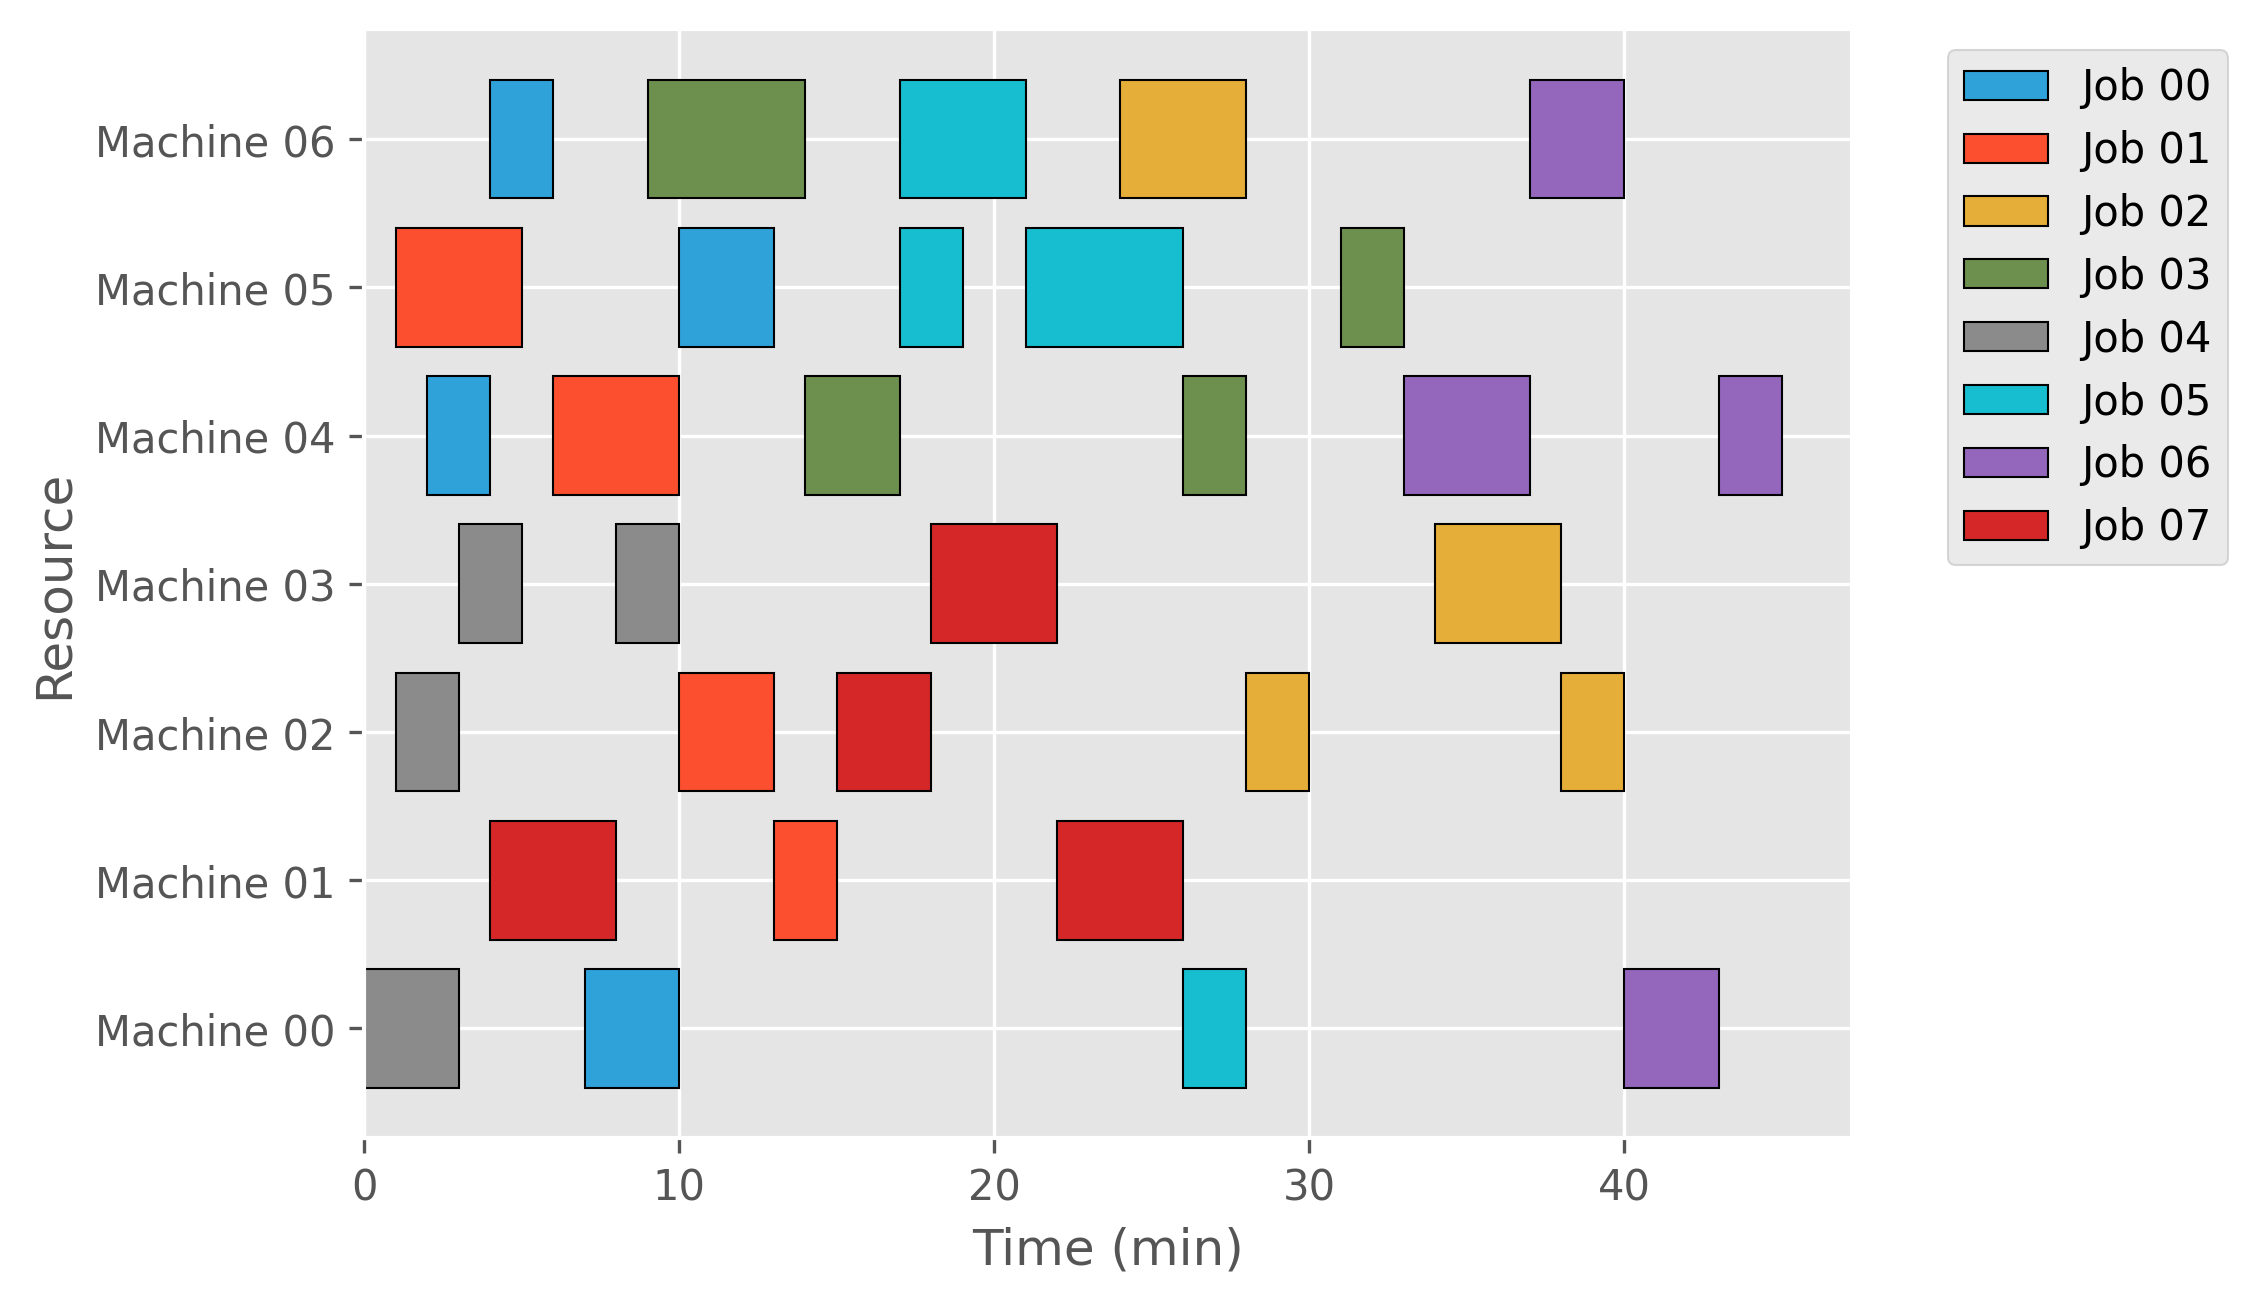 Resource
Machine 06
Machine 05
Machine 04
Machine 03
Machine 02
Machine 01
Machine 00
0 10 20 30 40
Time (min)
Job 00
Job 01
Job 02
Job 03
Job 04
Job 05
Job 06
Job 07